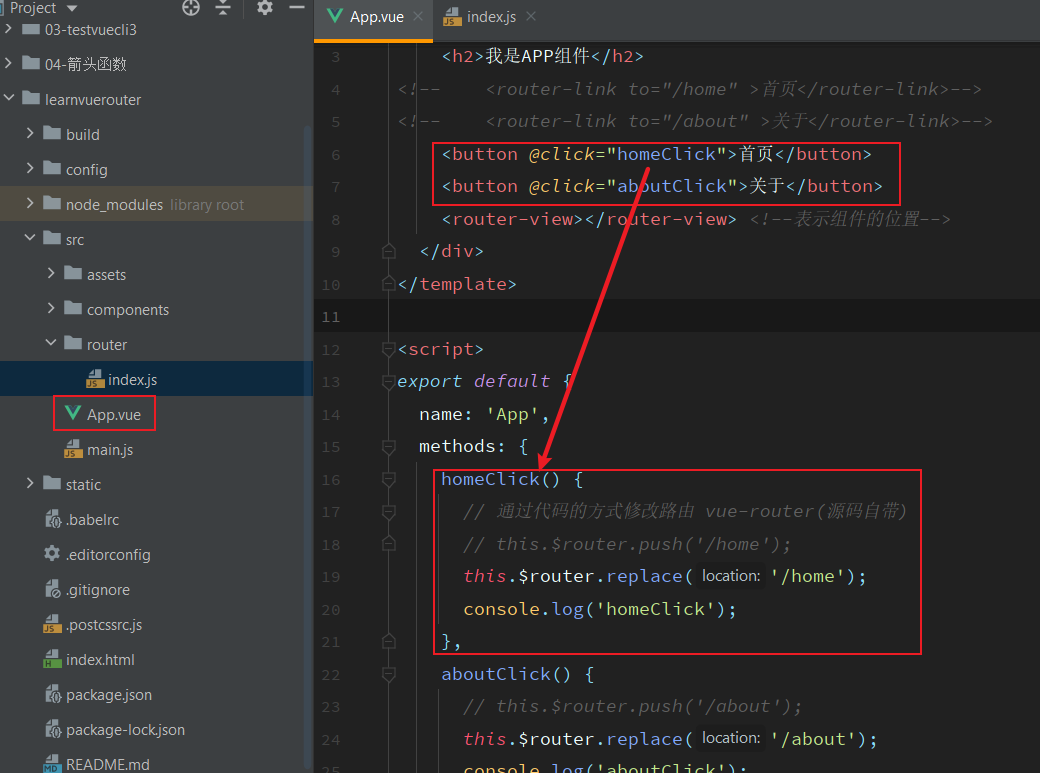 Project
03-testvuecli3
04-箭头函数
learnvuerouter
build
config
node_modules library root
src
assets
components
router
index.js
App.vue
main.js
static
.babelrc
.editorconfig
.gitignore
.postcssrc.js
index.html
package.json
package-lock.json
README.md
App.vue
index.js
3 <h2>我是APP组件</h2>
4 <!-- <router-link to="/home" >首页</router-link>-->
5 <!-- <router-link to="/about" >关于</router-link>-->
6 <button @click="homeClick">首页</button>
7 <button @click="aboutClick">关于</button>
8 <router-view></router-view> <!--表示组件的位置-->
9 </div>
10 </template>
11
12 <script>
13 export default {
14 name: 'App',
15 methods: {
16 homeClick() {
17 // 通过代码的方式修改路由 vue-router(源码自带)
18 // this.$router.push('/home');
19 this.$router.replace( location: '/home');
20 console.log('homeClick');
21 },
22 aboutClick() {
23 // this.$router.push('/about');
24 this.$router.replace( location: '/about');
25 console.log('aboutClick');